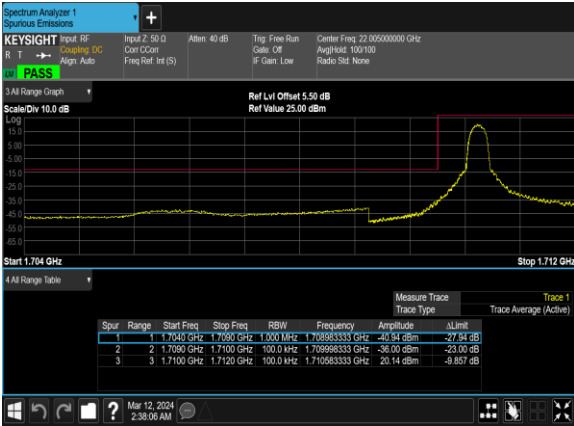 Spectrum Analyzer 1
Spurious Emissions
+
KEYSIGHT Input: RF Input Z: 50 Ω Atten: 40 dB Trig: Free Run Center Freq: 22.005000000 GHz
R T Coupling: DC Corr CCorr Gate: Off Avg|Hold: 100/100
Align: Auto Freq Ref: Int (S) IF Gain: Low Radio Std: None
PASS
3 All Range Graph
Ref Lvl Offset 5.50 dB
Scale/Div 10.0 dB Ref Value 25.00 dBm
Log
15.0
5.00
-5.00
-15.0
-25.0
-35.0
-45.0
-55.0
-65.0
Start 1.704 GHz Stop 1.712 GHz
4 All Range Table
Measure Trace Trace 1
Trace Type Trace Average (Active)
Spur Range Start Freq Stop Freq RBW Frequency Amplitude ΔLimit
1 1 1.7040 GHz 1.7090 GHz 1.000 MHz 1.708983333 GHz -40.94 dBm -27.94 dB
2 2 1.7090 GHz 1.7100 GHz 100.0 kHz 1.709998333 GHz -36.00 dBm -23.00 dB
3 3 1.7100 GHz 1.7120 GHz 100.0 kHz 1.710583333 GHz 20.14 dBm -9.857 dB
? Mar 12, 2024
2:38:06 AM